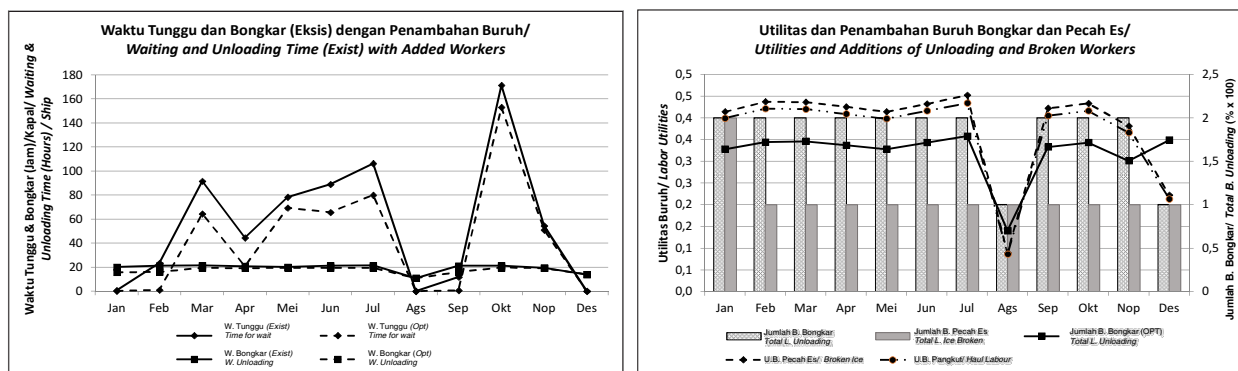 Waktu Tunggu dan Bongkar (Eksis) dengan Penambahan Buruh/
Waiting and Unloading Time (Exist) with Added Workers
Waktu Tunggu & Bongkar (Jam)/Kapal/ Waiting &
Unloading Time (Hours) / Ship
180
160
140
120
100
80
60
40
20
0
Jan Feb Mar Apr Mei Jun Jul Ags Sep Okt Nop Des
W. Tunggu (Exist)
Time for wait
W. Tunggu (Opt)
Time for wait
W. Bongkar (Exist)
W. Unloading
W. Bongkar (Opt)
W. Unloading
Utilitas dan Penambahan Buruh Bongkar dan Pecah Es/
Utilities and Additions of Unloading and Broken Workers
Utilitas Buruh/ Labor Utilities
0,5
0,5
0,4
0,4
0,3
0,3
0,2
0,2
0,1
0,1
0,0
2,5
2
1,5
1
0,5
0
Jumlah B. Bongkar/ Total B. Unloading (% x 100)
Jan Feb Mar Apr Mei Jun Jul Ags Sep Okt Nop Des
Jumlah B. Bongkar
Total L. Unloading
Jumlah B. Pecah Es
Total L. Ice Broken
Jumlah B. Bongkar (OPT)
Total L. Unloading
U.B. Pecah Es/ Broken Ice
U.B. Pangkut/ Haul Labour